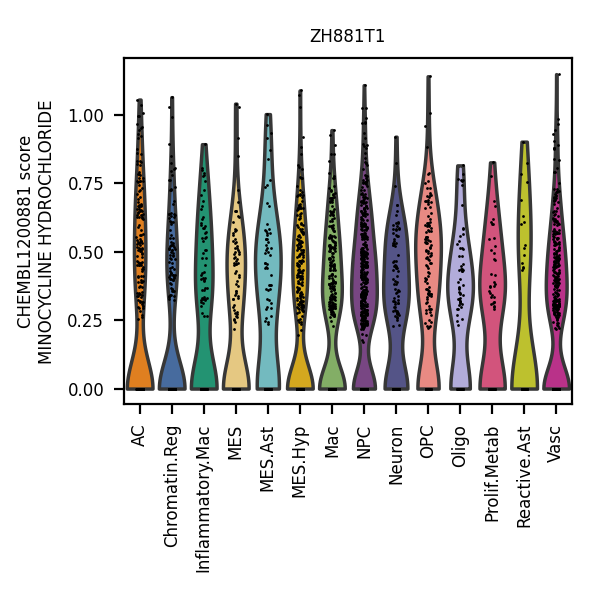 ZH881T1
CHEMBL1200881 score
MINOCYCLINE HYDROCHLORIDE
1.00
0.75
0.50
0.25
0.00
AC
Chromatin.Reg
Inflammatory.Mac
MES
MES.Ast
MES.Hyp
Mac
NPC
Neuron
OPC
Oligo
Prolif.Metab
Reactive.Ast
Vasc